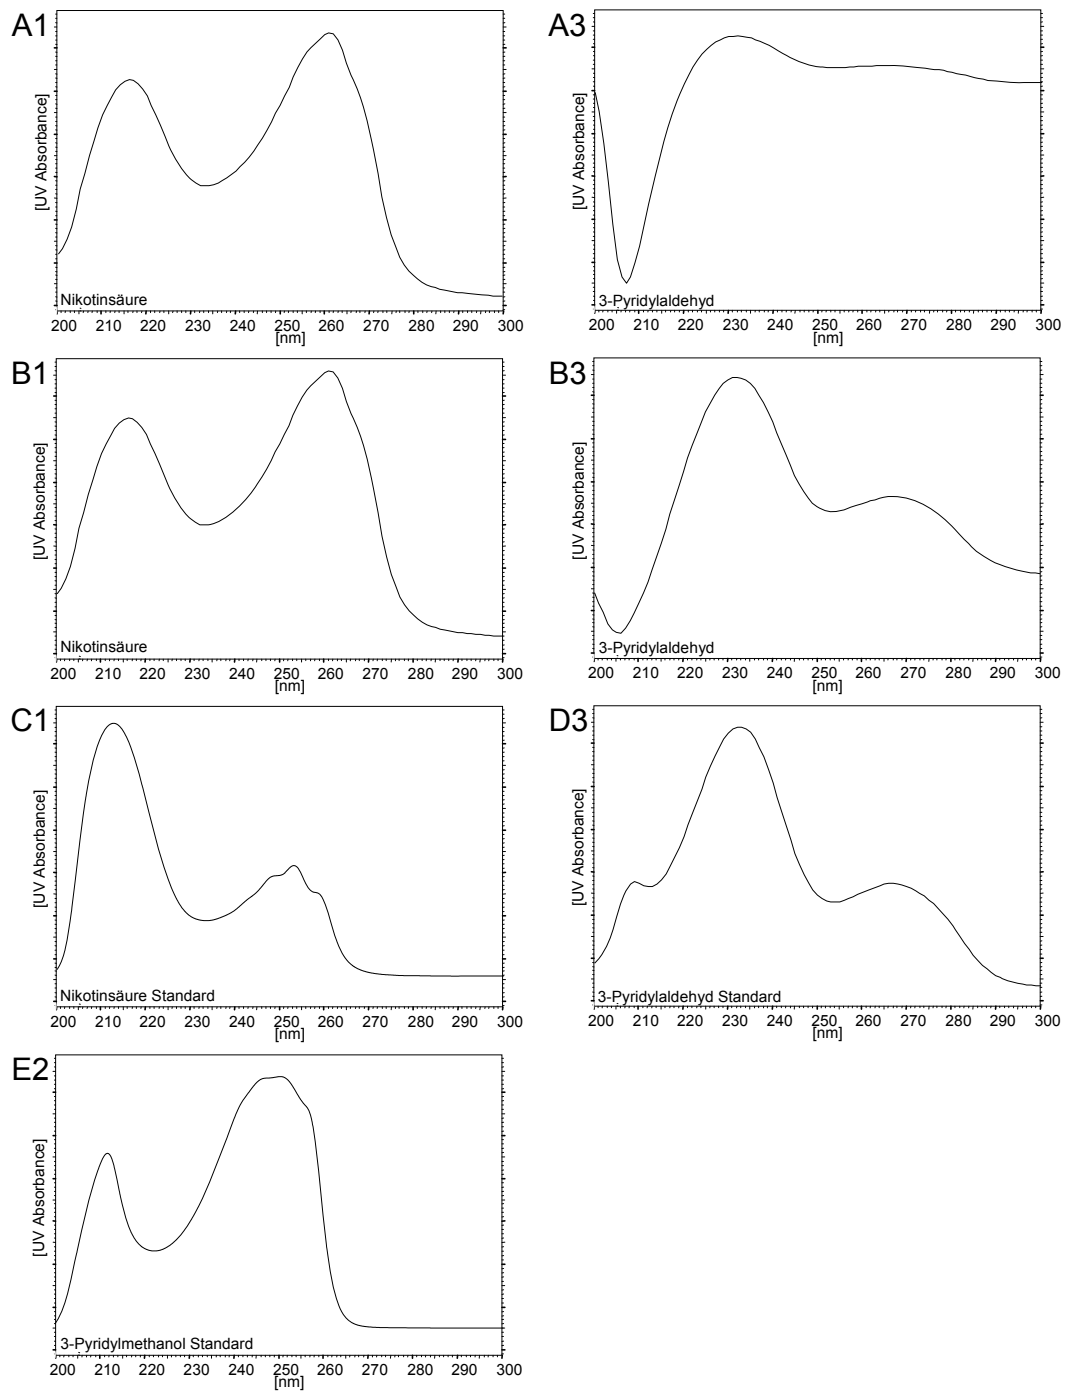 A1
[UV Absorbance]
Nikotinsäure
200 210 220 230 240 250 260 270 280 290 300
[nm]
A3
[UV Absorbance]
3-Pyridylaldehyd
200 210 220 230 240 250 260 270 280 290 300
[nm]
B1
[UV Absorbance]
Nikotinsäure
200 210 220 230 240 250 260 270 280 290 300
[nm]
B3
[UV Absorbance]
3-Pyridylaldehyd
200 210 220 230 240 250 260 270 280 290 300
[nm]
C1
[UV Absorbance]
Nikotinsäure Standard
200 210 220 230 240 250 260 270 280 290 300
[nm]
D3
[UV Absorbance]
3-Pyridylaldehyd Standard
200 210 220 230 240 250 260 270 280 290 300
[nm]
E2
[UV Absorbance]
3-Pyridylmethanol Standard
200 210 220 230 240 250 260 270 280 290 300
[nm]